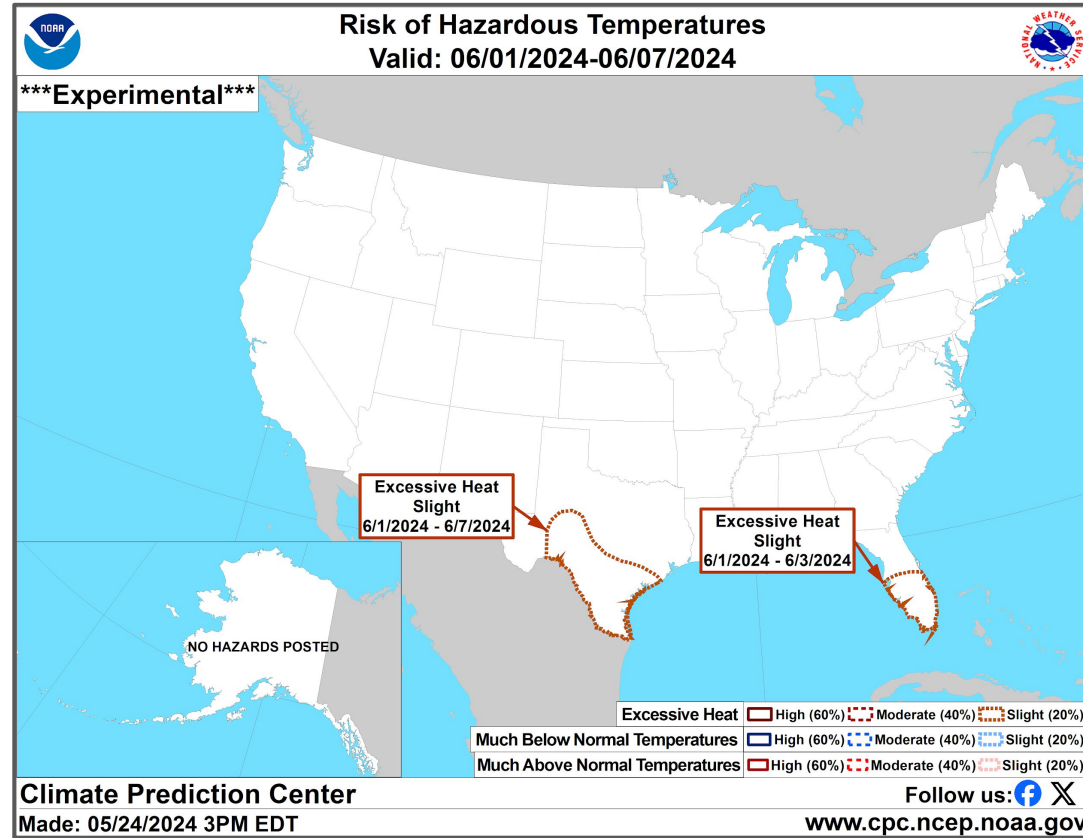 NOAA
Risk of Hazardous Temperatures
Valid: 06/01/2024-06/07/2024
NATIONAL WEATHER SERVICE
***Experimental***
Excessive Heat
Slight
6/1/2024 - 6/7/2024
Excessive Heat
Slight
6/1/2024 - 6/3/2024
NO HAZARDS POSTED
Excessive Heat High (60%) Moderate (40%) Slight (20%)
Much Below Normal Temperatures High (60%) Moderate (40%) Slight (20%)
Much Above Normal Temperatures High (60%) Moderate (40%) Slight (20%)
Climate Prediction Center
Follow us:
Made: 05/24/2024 3PM EDT
www.cpc.ncep.noaa.gov